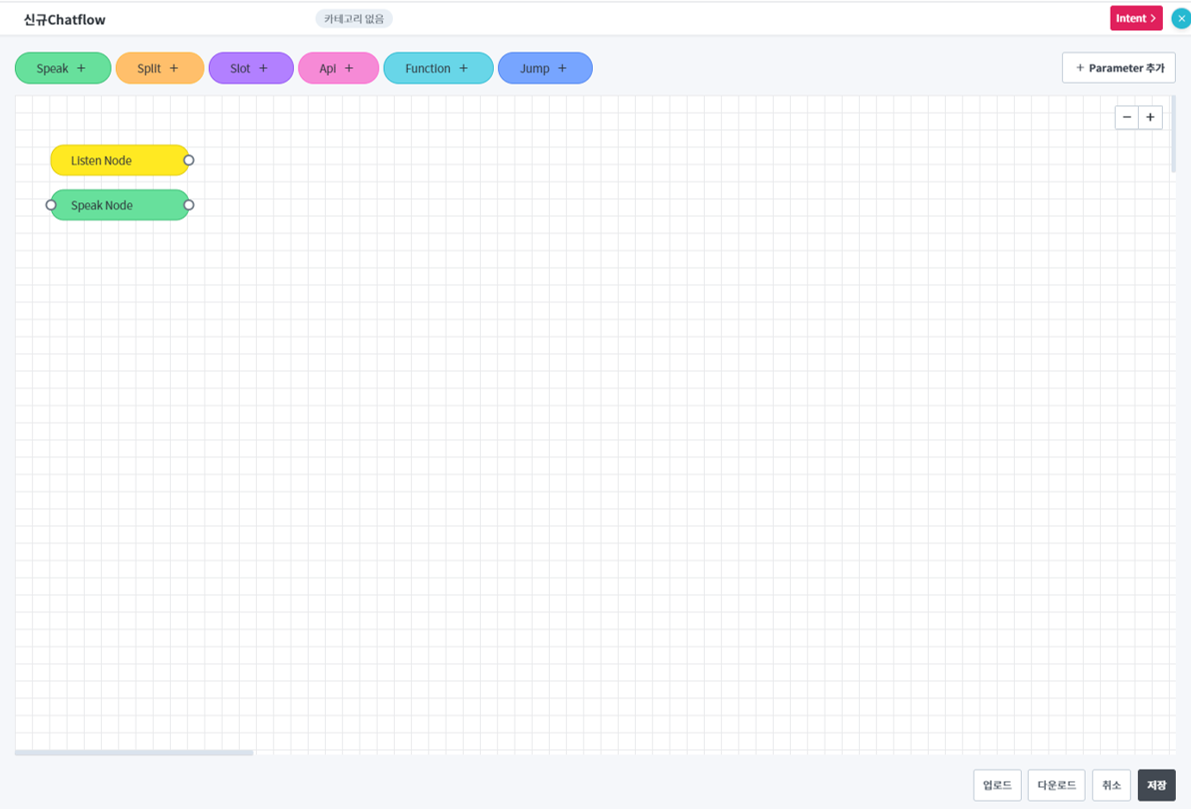 신규Chatflow 카테고리 없음 Intent >
Speak + Split + Slot + Api + Function + Jump + + Parameter 추가
− +
Listen Node
Speak Node
업로드 다운로드 취소 저장